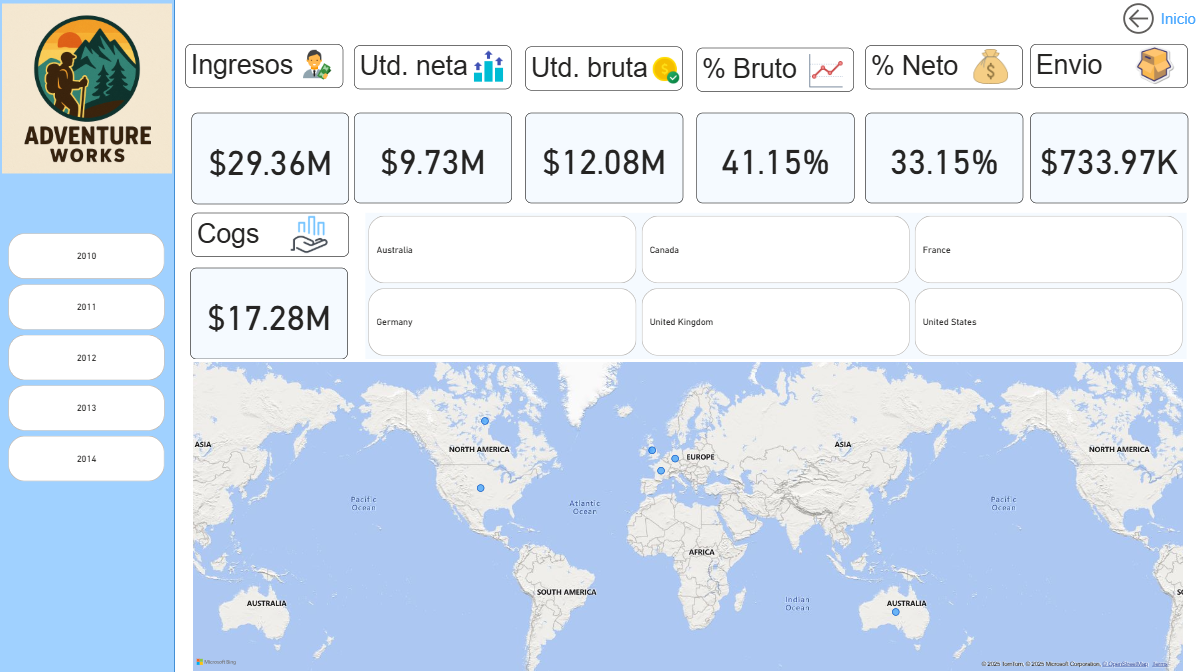 Inicio
ADVENTURE
WORKS
Ingresos
Utd. neta
Utd. bruta
% Bruto
% Neto
Envio
$29.36M
$9.73M
$12.08M
41.15%
33.15%
$733.97K
Cogs
$17.28M
2010
2011
2012
2013
2014
Australia
Canada
France
Germany
United Kingdom
United States
ASIA
NORTH AMERICA
EUROPE
ASIA
NORTH AMERICA
Pacific
Ocean
Atlantic
Ocean
Pacific
Ocean
AFRICA
SOUTH AMERICA
SO
Indian
Ocean
AUSTRALIA
AUSTRALIA
Microsoft Bing
© 2025 TomTom, © 2025 Microsoft Corporation, © OpenStreetMap Terms